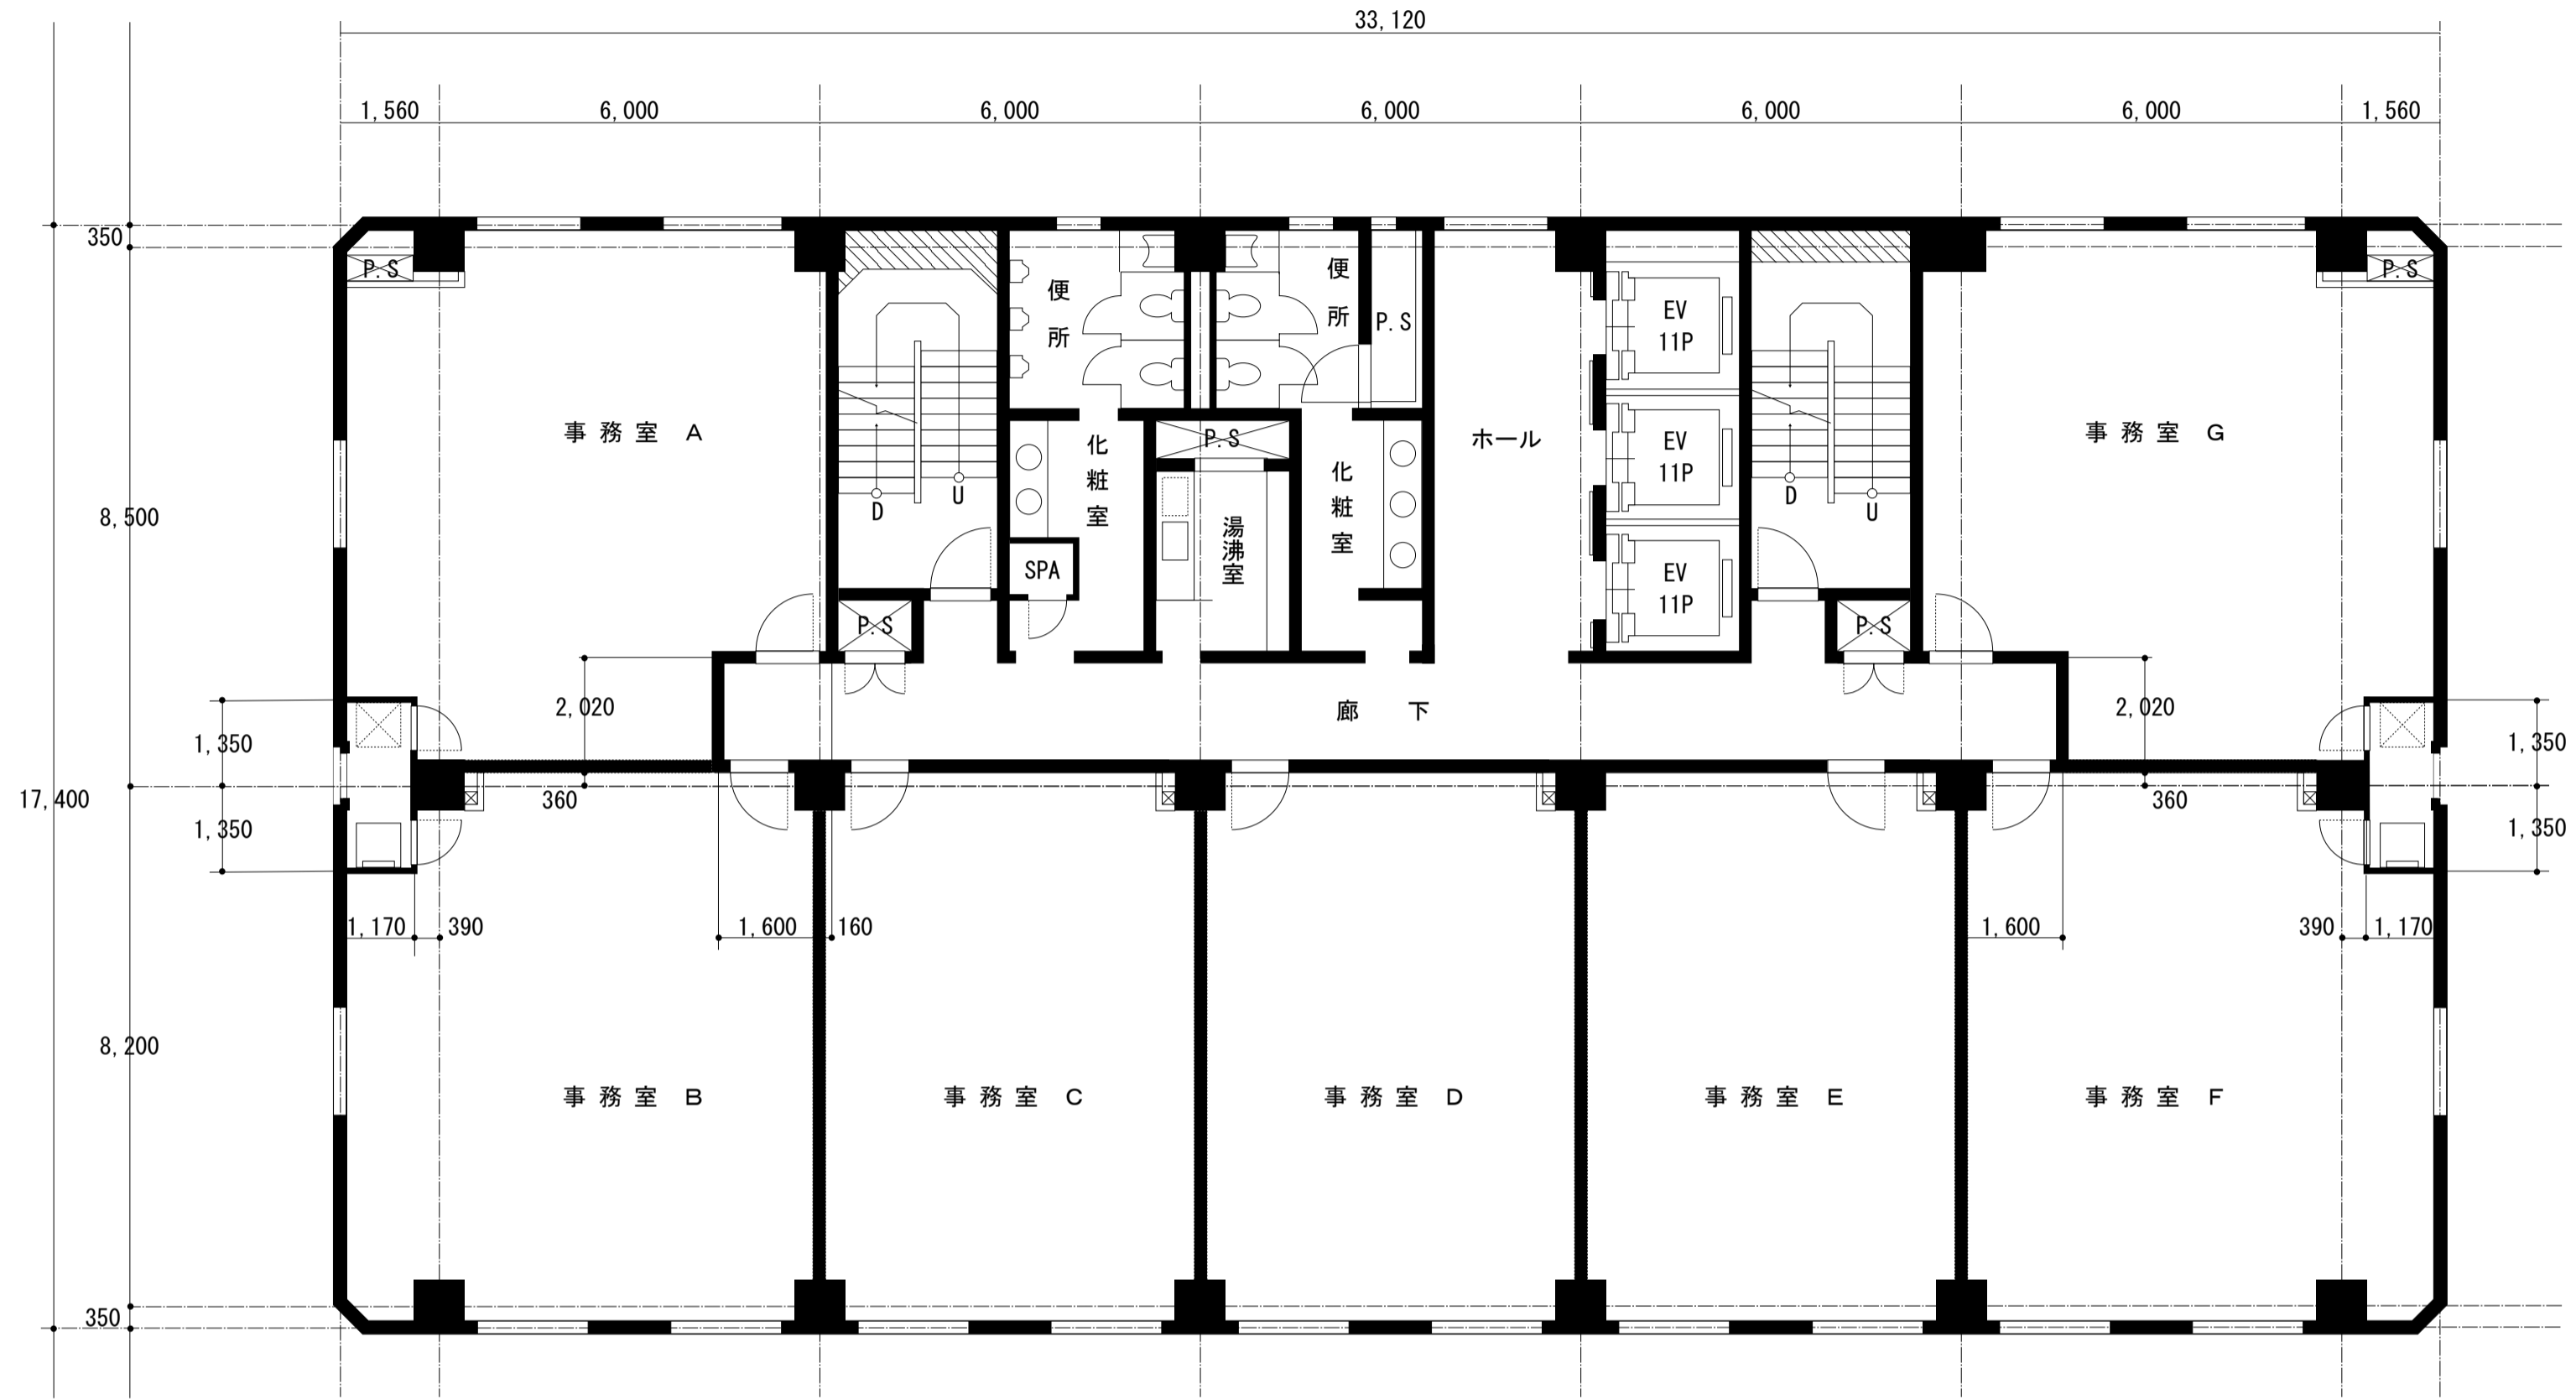 33,120
1,560
6,000
6,000
6,000
6,000
6,000
1,560
350
P.S
P.S
便所
便所
P.S
EV
11P
事務室 A
化粧室
P.S
化粧室
ホール
EV
11P
事務室 G
D
U
湯沸室
D
U
8,500
SPA
EV
11P
P.S
P.S
2,020
廊 下
2,020
1,350
1,350
17,400
360
360
1,350
1,350
1,170
390
1,600
160
1,600
390
1,170
8,200
事務室 B
事務室 C
事務室 D
事務室 E
事務室 F
350